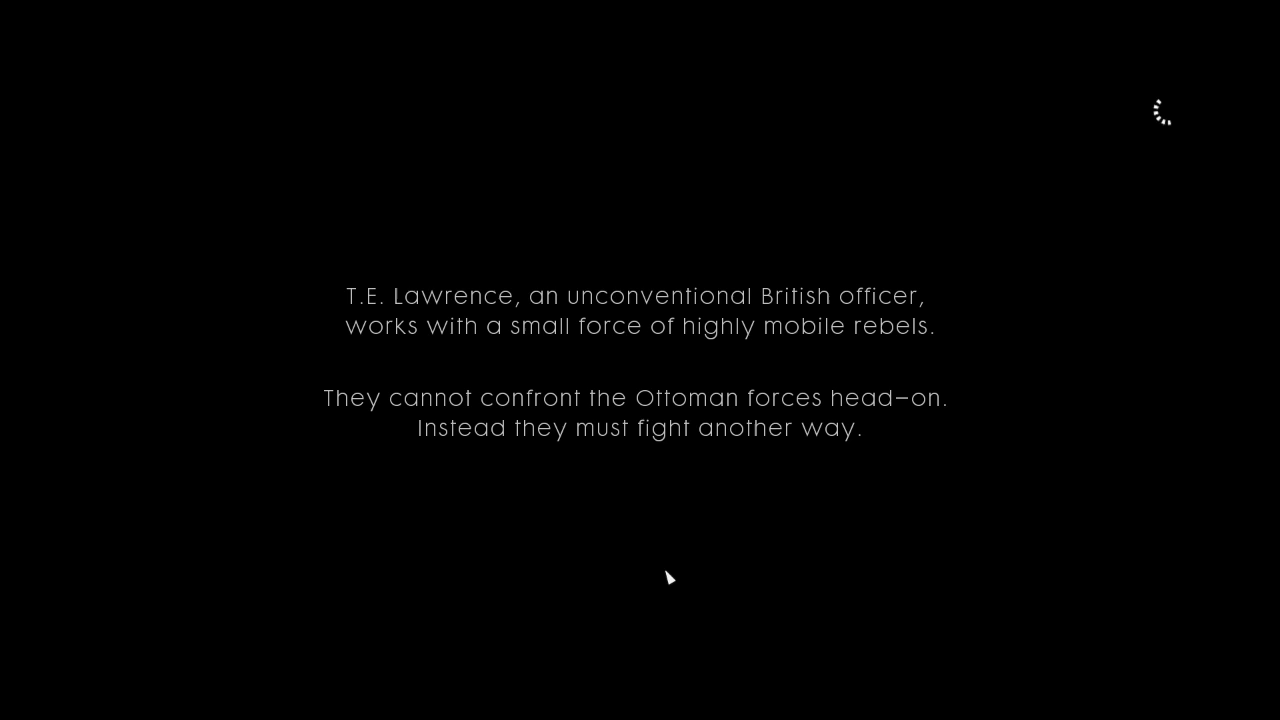 T.E. Lawrence, an unconventional British officer,
works with a small force of highly mobile rebels.
They cannot confront the Ottoman forces head-on.
Instead they must fight another way.